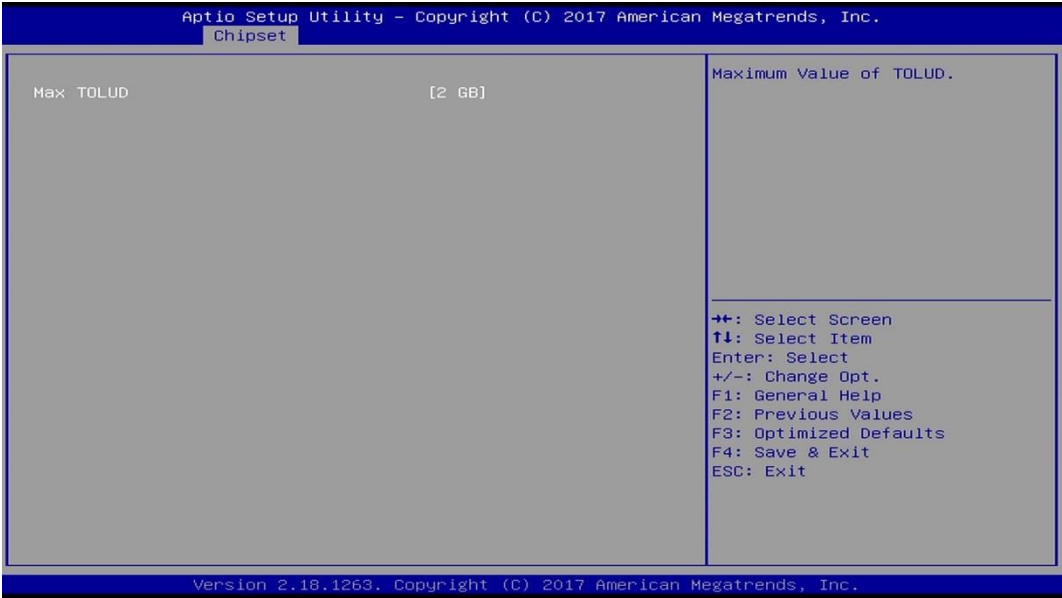 Aptio Setup Utility – Copyright (C) 2017 American Megatrends, Inc.
Chipset
Max TOLUD [2 GB]
Maximum Value of TOLUD.
→←: Select Screen
↑↓: Select Item
Enter: Select
+/-: Change Opt.
F1: General Help
F2: Previous Values
F3: Optimized Defaults
F4: Save & Exit
ESC: Exit
Version 2.18.1263. Copyright (C) 2017 American Megatrends, Inc.